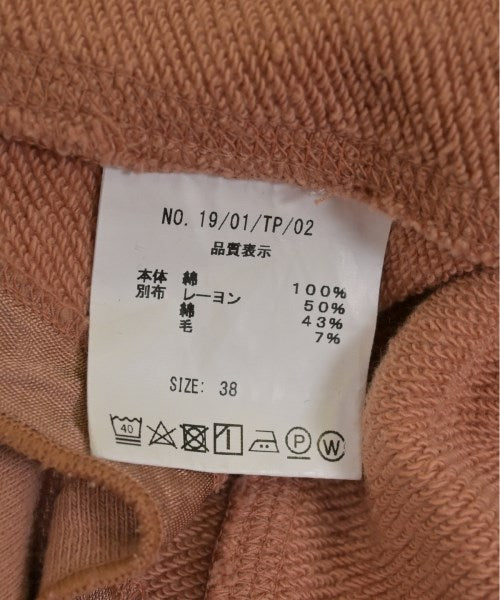 NO. 19/01/TP/02
品質表示
本体 綿 100%
別布 レーヨン 50%
綿 43%
毛 7%
SIZE: 38
40 P W